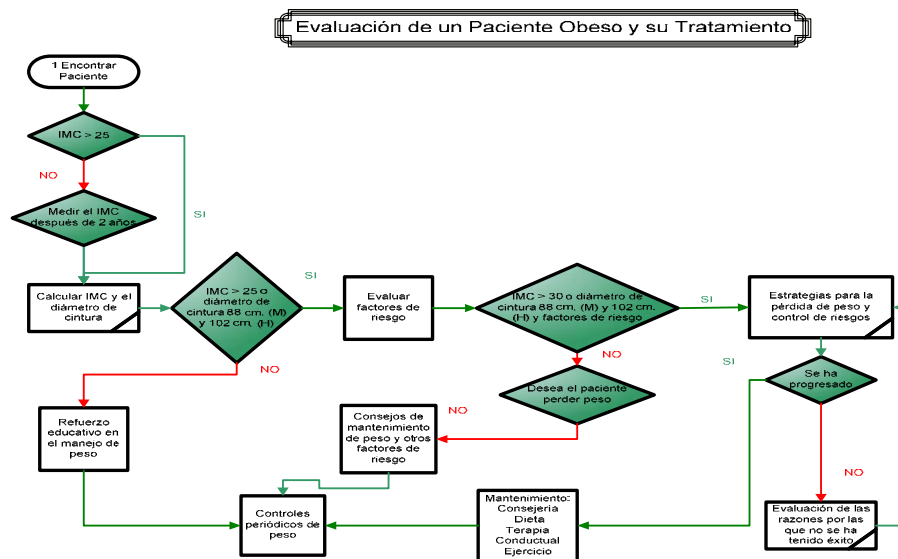 Evaluación de un Paciente Obeso y su Tratamiento
1 Encontrar
Paciente
IMC > 25
NO
SI
Medir el IMC
después de 2 años
Calcular IMC y el
diámetro de
cintura
IMC > 25 o
diámetro de
cintura 88 cm. (M)
y 102 cm. (H)
SI
NO
Evaluar
factores de
riesgo
IMC > 30 o diámetro de
cintura 88 cm. (M) y 102 cm.
(H) y factores de riesgo
SI
NO
Estrategias para la
pérdida de peso y
control de riesgos
Desea el paciente
perder peso
NO
SI
Se ha
progresado
NO
Refuerzo
educativo en
el manejo de
peso
Consejos de
mantenimiento
de peso y otros
factores de
riesgo
Controles
periódicos de
peso
Mantenimiento:
Consejería
Dieta
Terapia
Conductual
Ejercicio
Evaluación de las
razones por las
que no se ha
tenido éxito